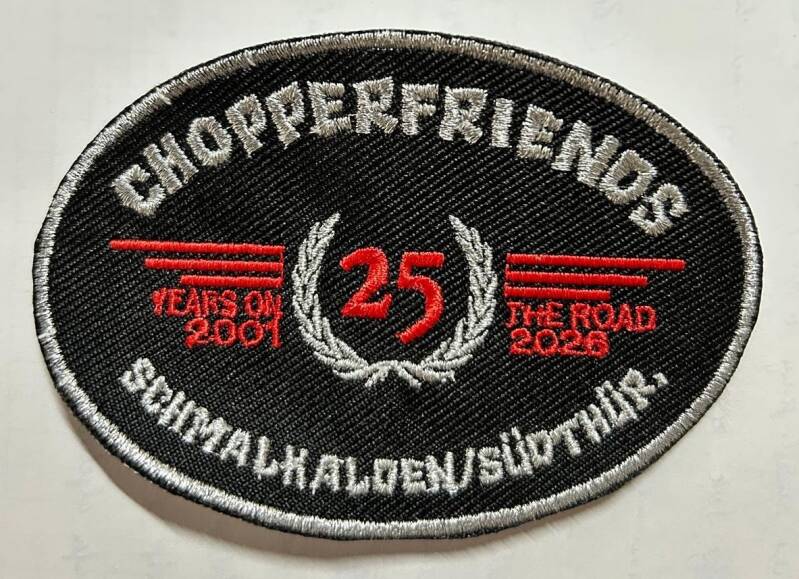 CHOPPERFRIENDS
25
YEARS ON
2001
THE ROAD
2026
SCHMALKALDEN/SÜDTHÜR.